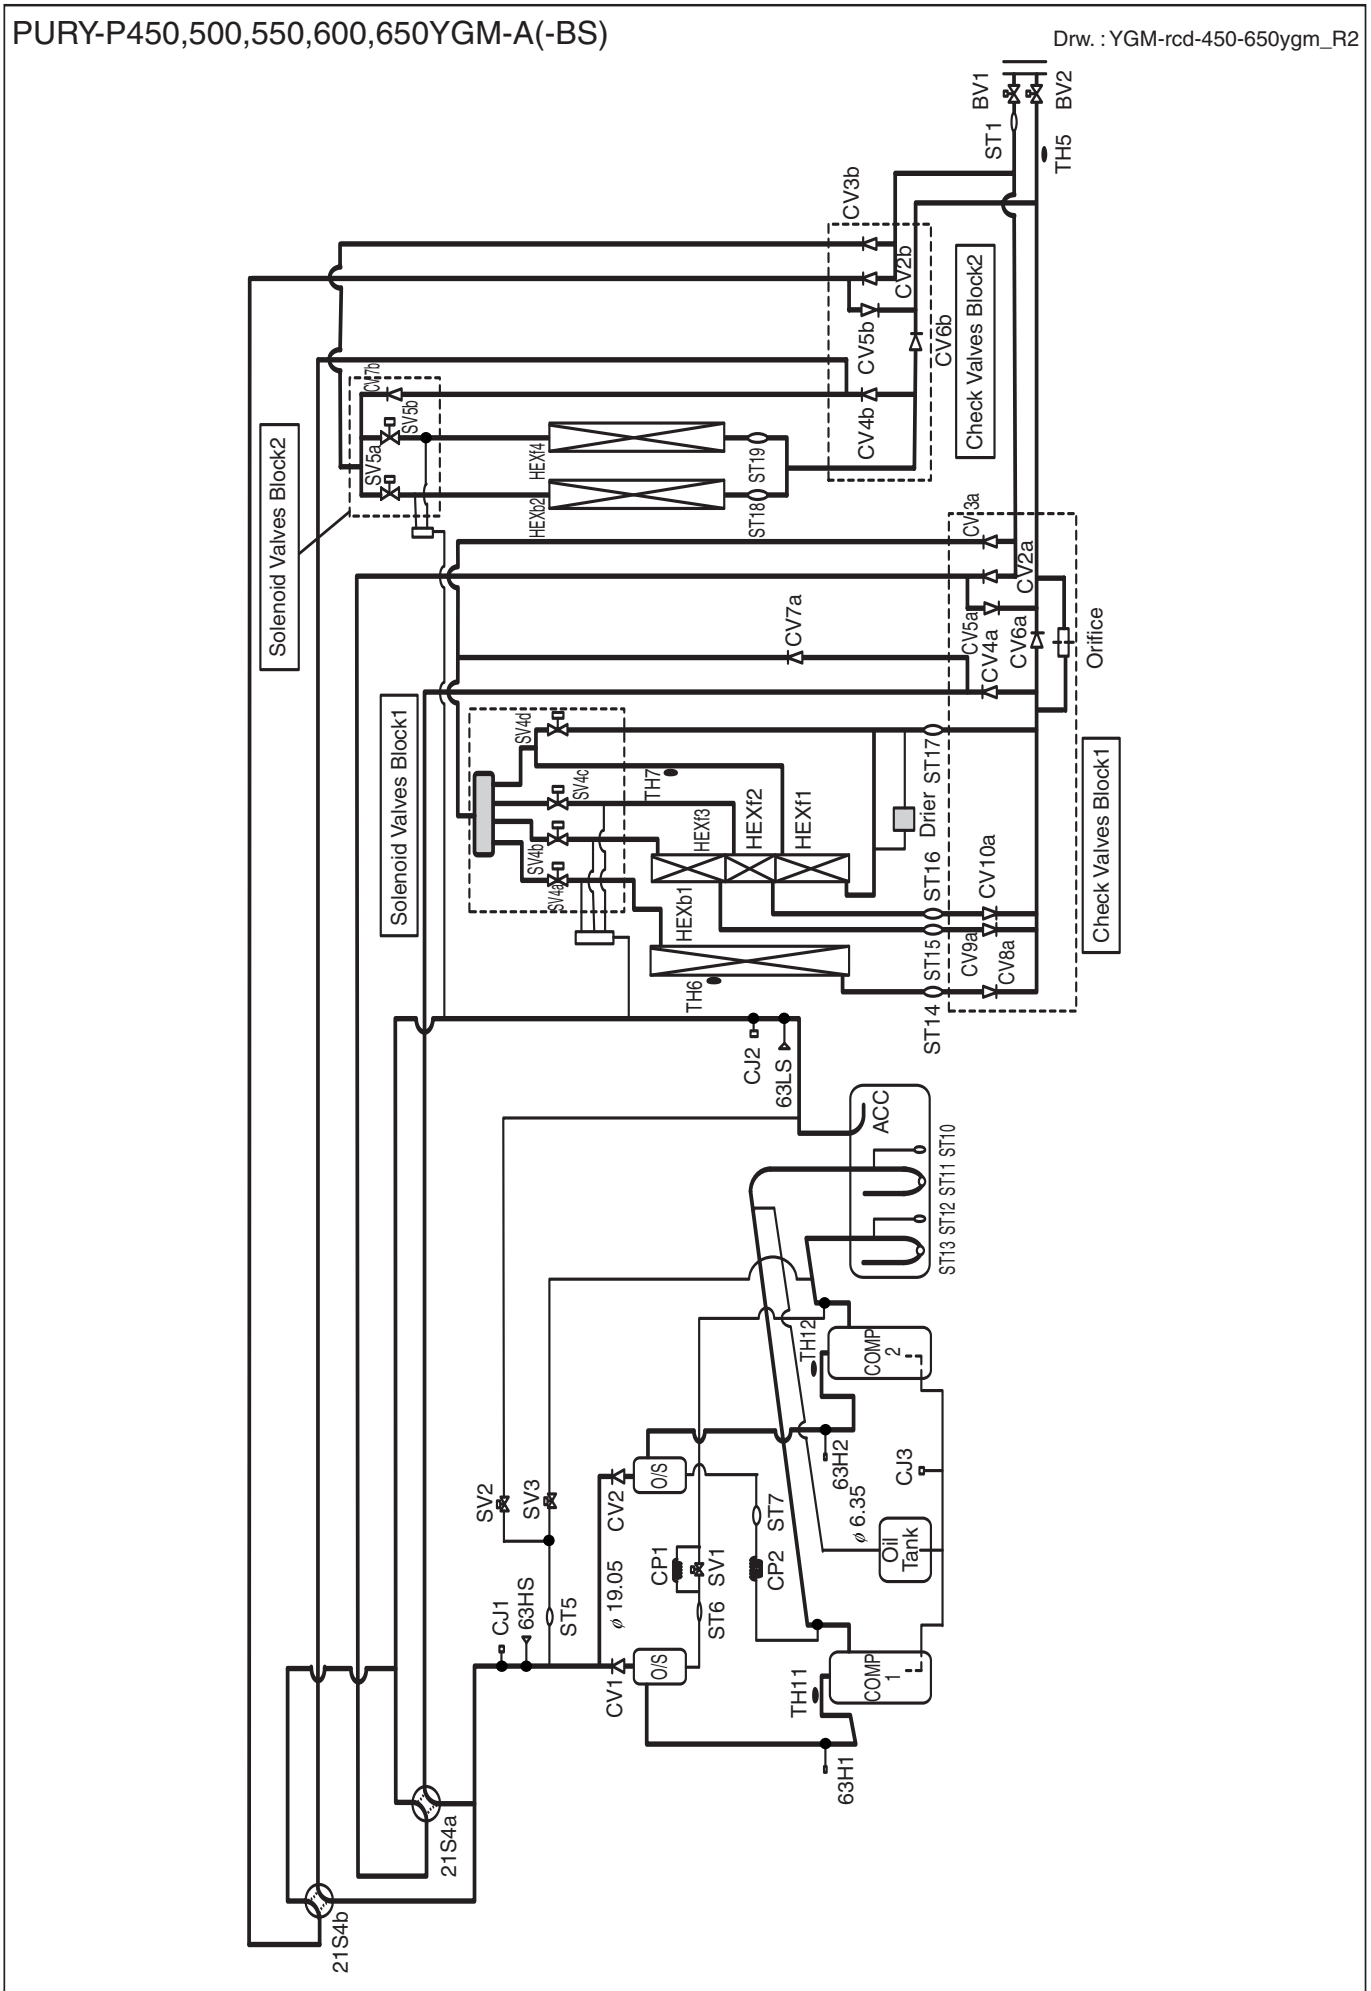 PURY-P450,500,550,600,650YGM-A(-BS)
Drw. : YGM-rcd-450-650ygm_R2
BV1
BV2
ST1
TH5
CV3b
CV2b
CV5b
CV6b
CV4b
Check Valves Block2
Solenoid Valves Block2
CV7b
SV5b
SV5a
HEXf4
HEXb2
ST19
ST18
CV3a
CV2a
CV5a
CV6a
CV4a
Orifice
CV7a
Check Valves Block1
Solenoid Valves Block1
SV4d
SV4c
SV4b
SV4a
TH7
HEXf3
HEXf2
HEXf1
HEXb1
TH6
Drier
ST17
ST16
CV10a
ST15
CV9a
CV8a
ST14
CJ2
63LS
ACC
ST13 ST12 ST11 ST10
TH12
COMP
2
63H2
CJ3
SV2
SV3
CV2
O/S
ST7
ø 6.35
Oil
Tank
CP1
SV1
CP2
ø 19.05
CJ1
63HS
ST5
ST6
CV1
O/S
TH11
COMP
1
63H1
21S4a
21S4b